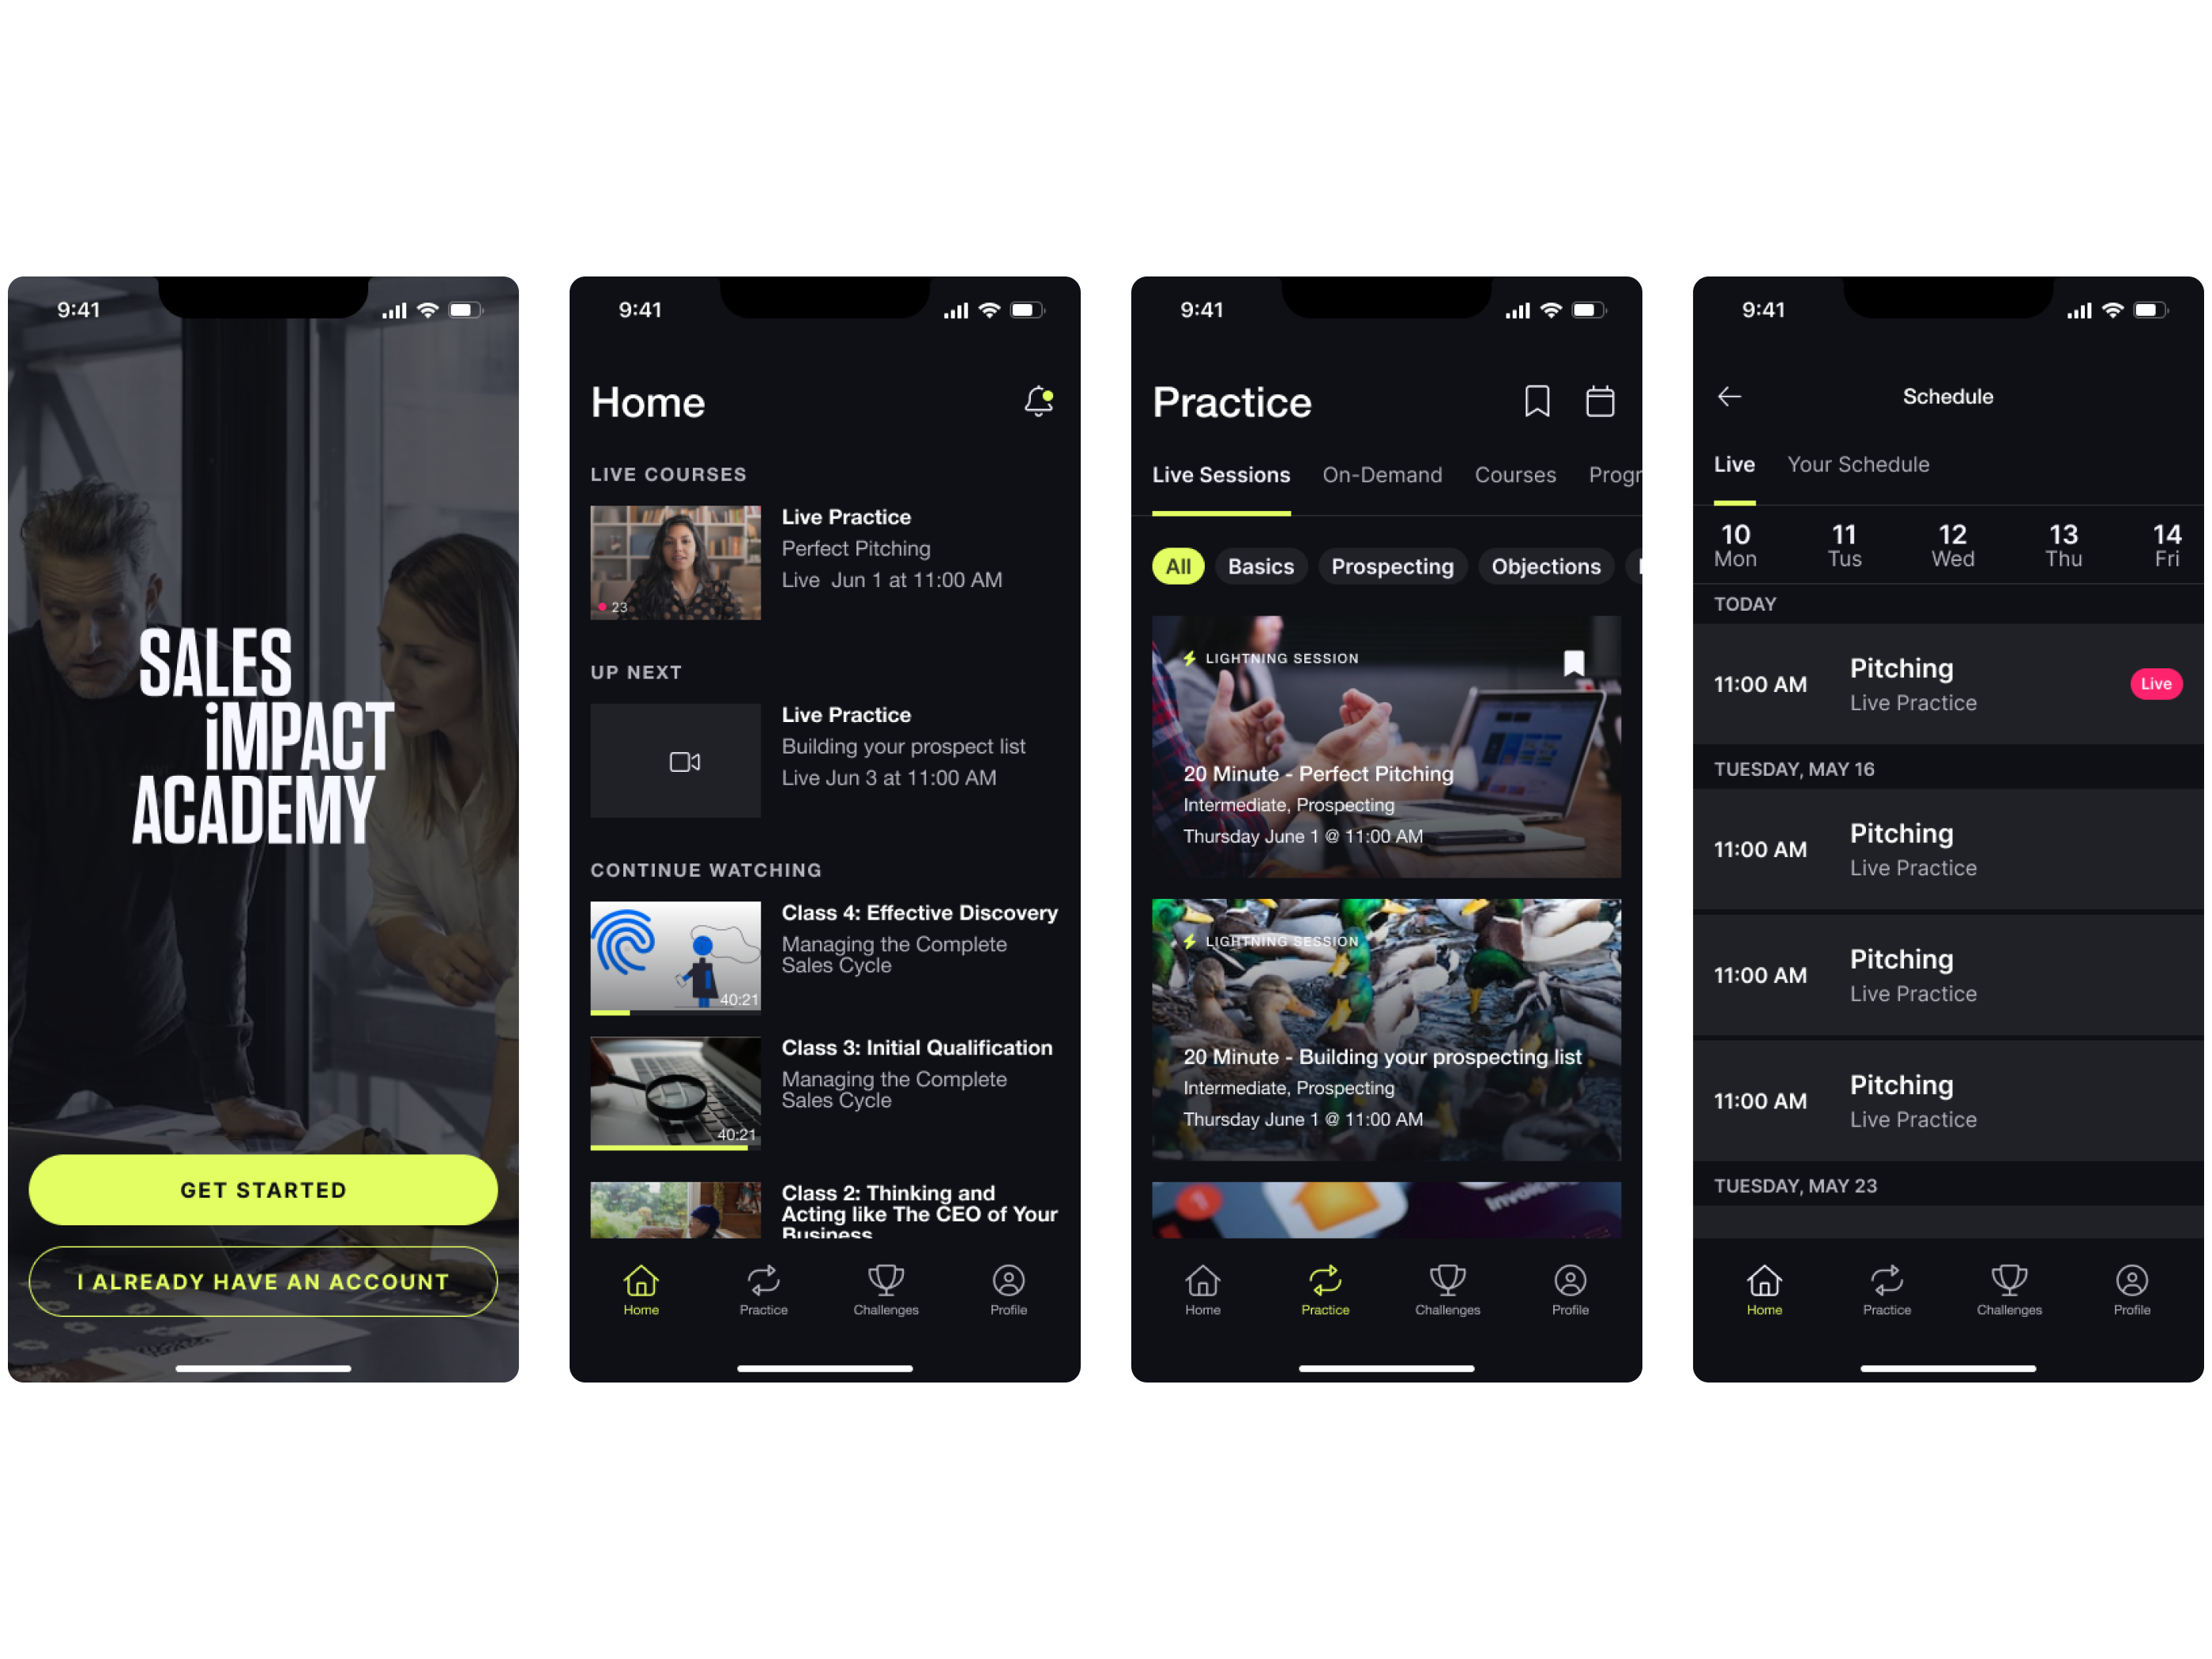 9:41
SALES
iMPACT
ACADEMY
GET STARTED
I ALREADY HAVE AN ACCOUNT
9:41
Home
LIVE COURSES
Live Practice
Perfect Pitching
Live Jun 1 at 11:00 AM
23
UP NEXT
Live Practice
Building your prospect list
Live Jun 3 at 11:00 AM
CONTINUE WATCHING
Class 4: Effective Discovery
Managing the Complete
Sales Cycle
40:21
Class 3: Initial Qualification
Managing the Complete
Sales Cycle
40:21
Class 2: Thinking and
Acting like The CEO of Your
Business
Home Practice Challenges Profile
9:41
Practice
Live Sessions On-Demand Courses Progr
All Basics Prospecting Objections
LIGHTNING SESSION
20 Minute - Perfect Pitching
Intermediate, Prospecting
Thursday June 1 @ 11:00 AM
LIGHTNING SESSION
20 Minute - Building your prospecting list
Intermediate, Prospecting
Thursday June 1 @ 11:00 AM
1
Home Practice Challenges Profile
9:41
Schedule
Live Your Schedule
10 11 12 13 14
Mon Tus Wed Thu Fri
TODAY
11:00 AM Pitching
Live Practice
Live
TUESDAY, MAY 16
11:00 AM Pitching
Live Practice
11:00 AM Pitching
Live Practice
11:00 AM Pitching
Live Practice
TUESDAY, MAY 23
Home Practice Challenges Profile